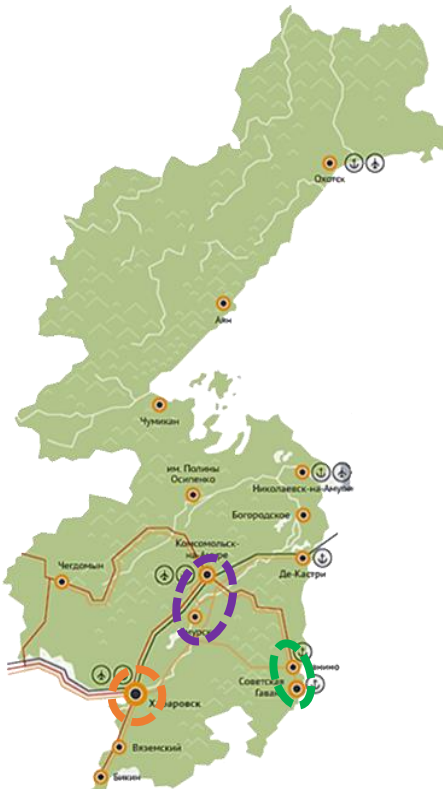 Охотск
Аян
Чумикан
им. Полины
Осипенко
Николаевск-на-Амуре
Богородское
Комсомольск-
на-Амуре
Чегдомын
Де-Кастри
Советская
Хабаровск
Вяземский
Бикин